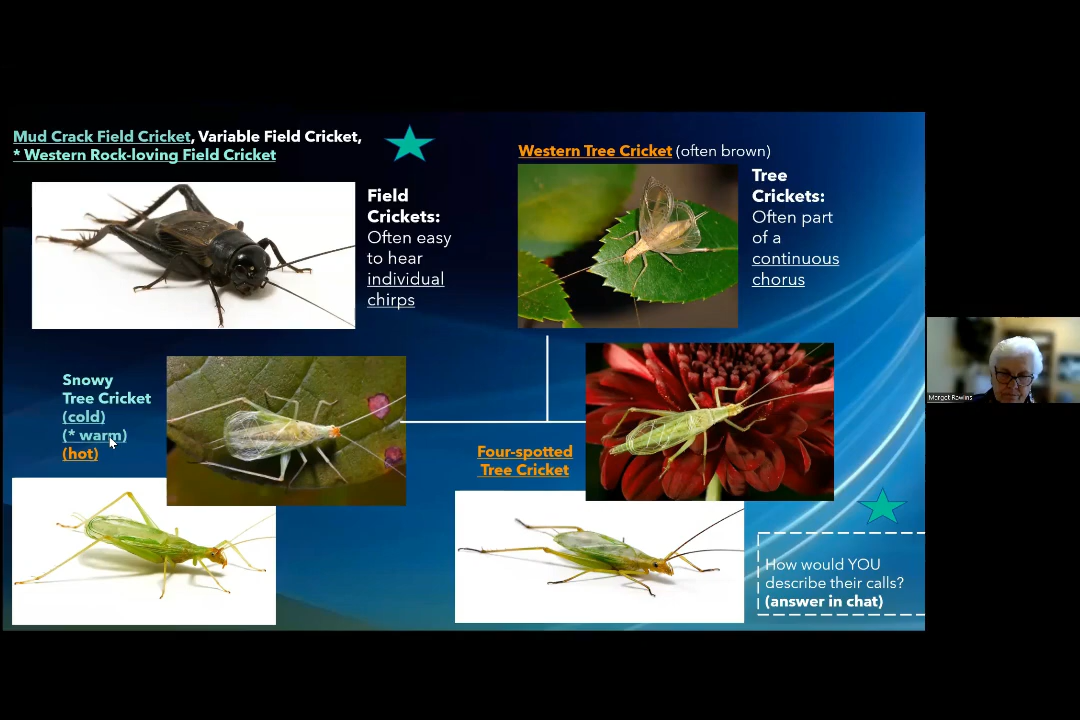 Mud Crack Field Cricket, Variable Field Cricket,
* Western Rock-loving Field Cricket
Field
Crickets:
Often easy
to hear
individual
chirps
Western Tree Cricket (often brown)
Tree
Crickets:
Often part
of a
continuous
chorus
Snowy
Tree Cricket
(cold)
(* warm)
(hot)
Four-spotted
Tree Cricket
How would YOU
describe their calls?
(answer in chat)
Margot Rawlins